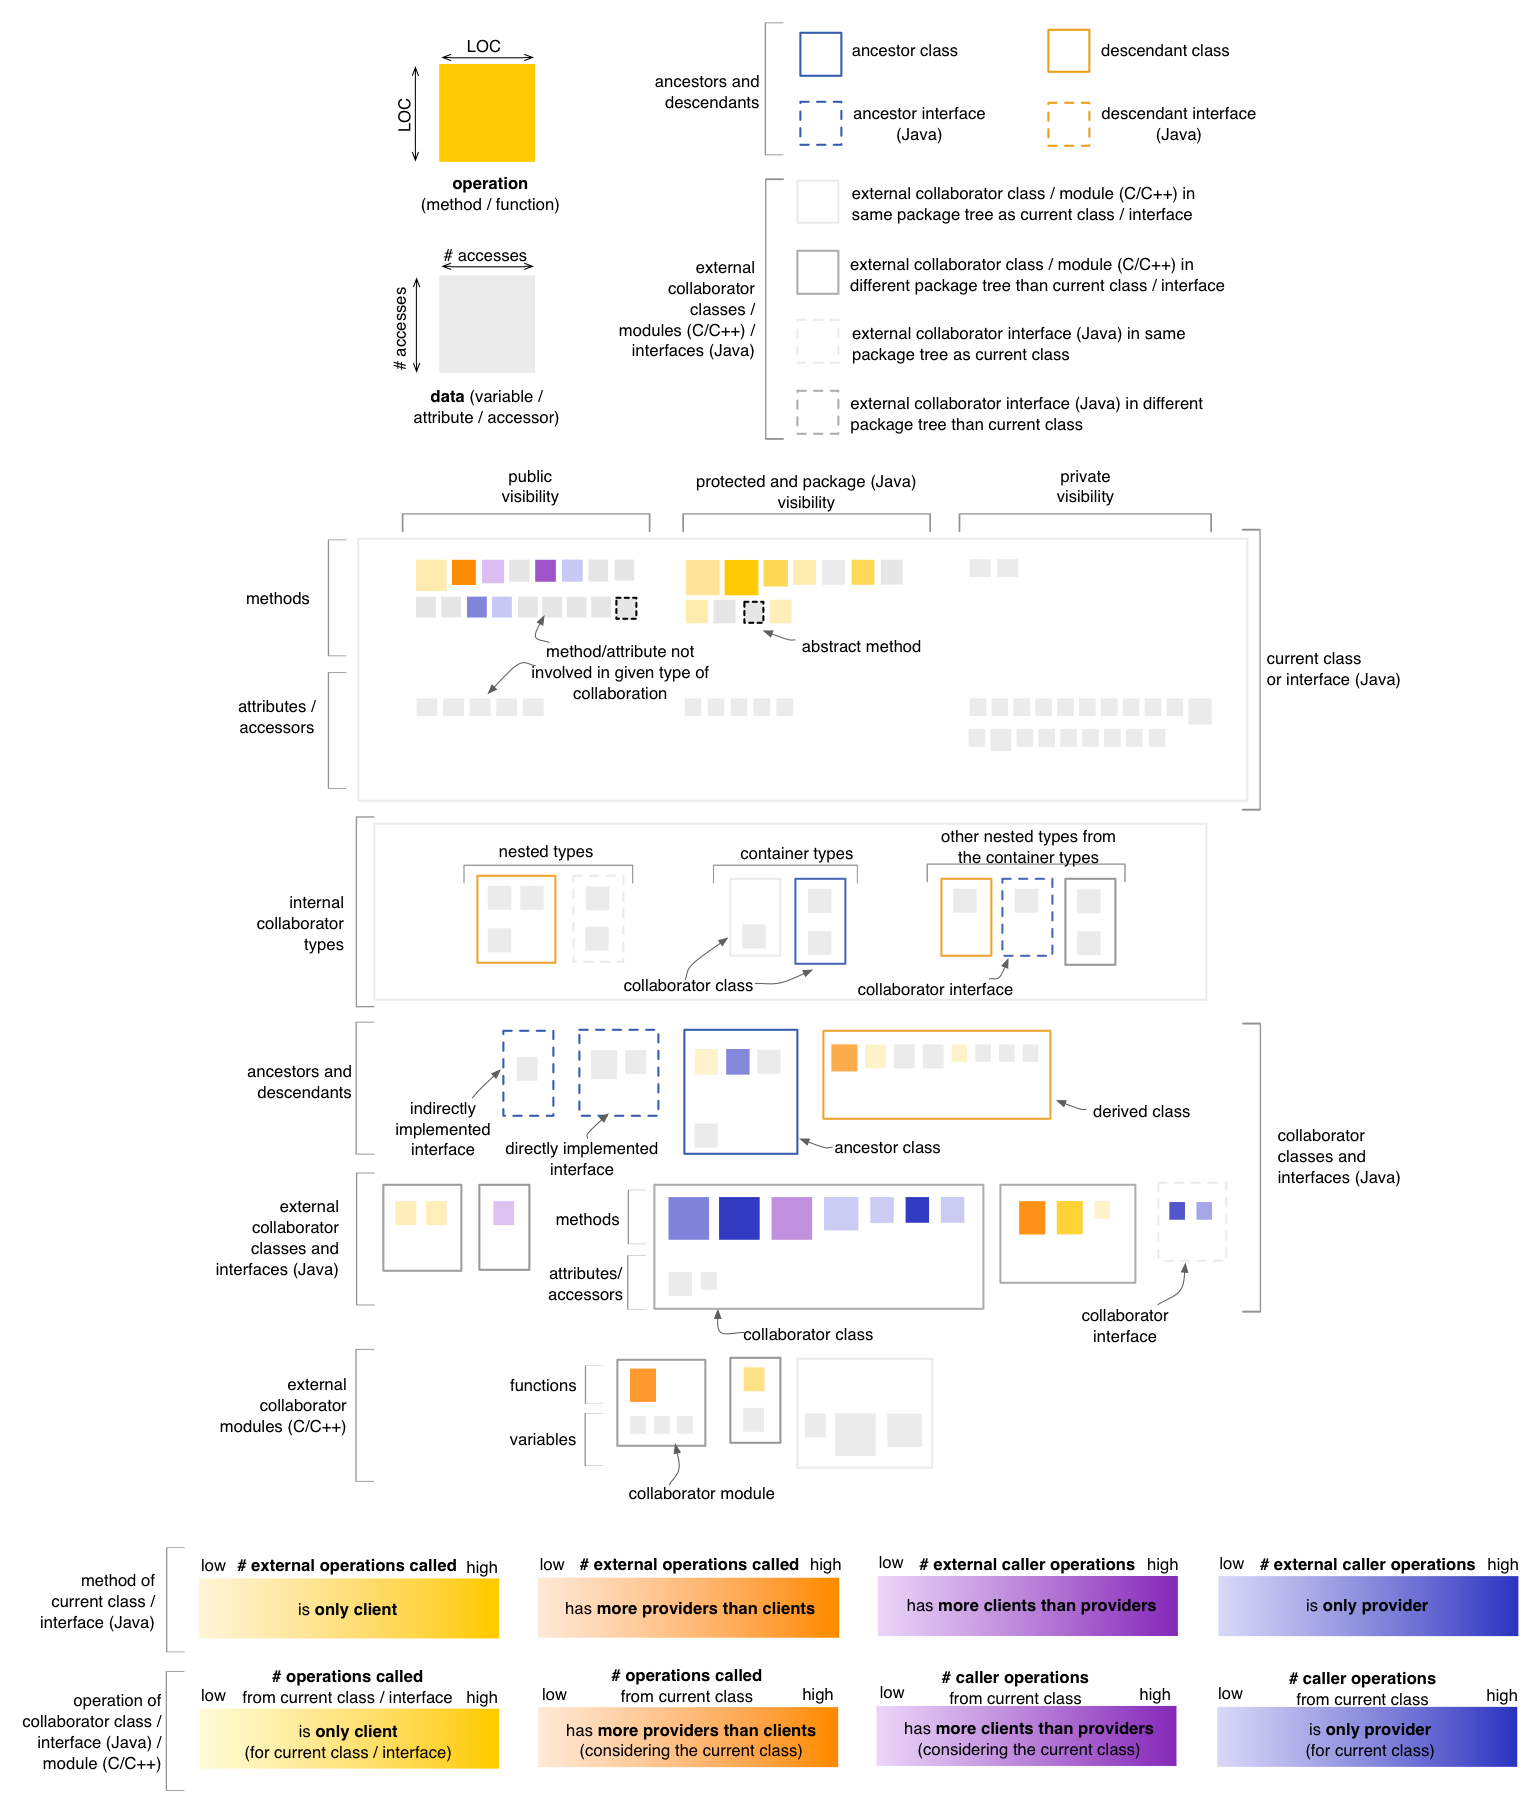 LOC
LOC
operation
(method / function)
# accesses
# accesses
data (variable /
attribute / accessor)
ancestors and
descendants
ancestor class
descendant class
ancestor interface
(Java)
descendant interface
(Java)
external
collaborator
classes /
modules (C/C++) /
interfaces (Java)
external collaborator class / module (C/C++) in
same package tree as current class / interface
external collaborator class / module (C/C++) in
different package tree than current class / interface
external collaborator interface (Java) in same
package tree as current class
external collaborator interface (Java) in different
package tree than current class
public
visibility
protected and package (Java)
visibility
private
visibility
methods
method/attribute not
involved in given type of
collaboration
abstract method
attributes /
accessors
current class
or interface (Java)
internal
collaborator
types
nested types
container types
other nested types from
the container types
collaborator class
collaborator interface
ancestors and
descendants
indirectly
implemented
interface
directly implemented
interface
ancestor class
derived class
collaborator
classes and
interfaces (Java)
external
collaborator
classes and
interfaces (Java)
methods
attributes/
accessors
collaborator class
collaborator
interface
external
collaborator
modules (C/C++)
functions
variables
collaborator module
method of
current class /
interface (Java)
low # external operations called high
is only client
low # external operations called high
has more providers than clients
low # external caller operations high
has more clients than providers
low # external caller operations high
is only provider
operation of
collaborator class /
interface (Java) /
module (C/C++)
# operations called
low from current class / interface high
is only client
(for current class / interface)
# operations called
low from current class high
has more providers than clients
(considering the current class)
# caller operations
low from current class high
has more clients than providers
(considering the current class)
# caller operations
low from current class high
is only provider
(for current class)